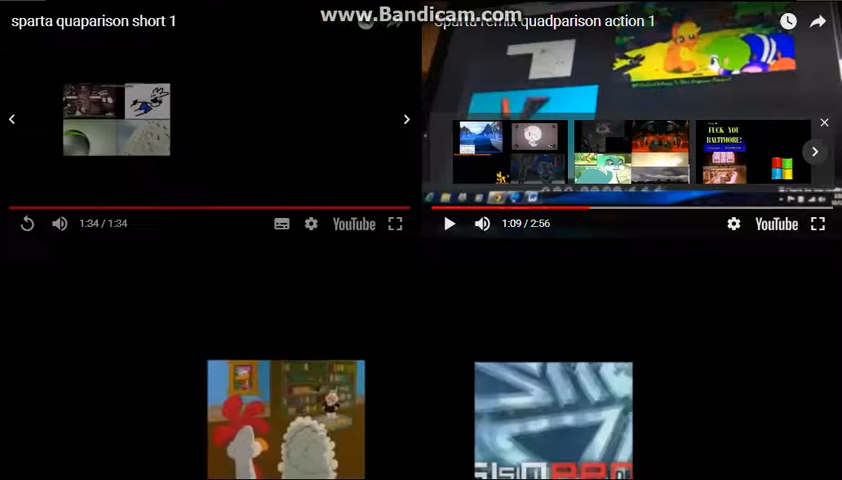 www.Bandicam.com
sparta quaparison short 1
Sparta remix quadparison action 1
FUCK YOU
BALTIMORE!
1:34 / 1:34
YouTube
1:09 / 2:56
YouTube